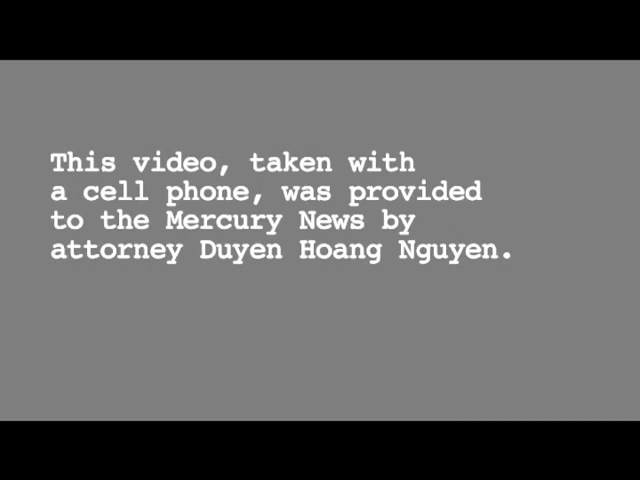 This video, taken with
a cell phone, was provided
to the Mercury News by
attorney Duyen Hoang Nguyen.